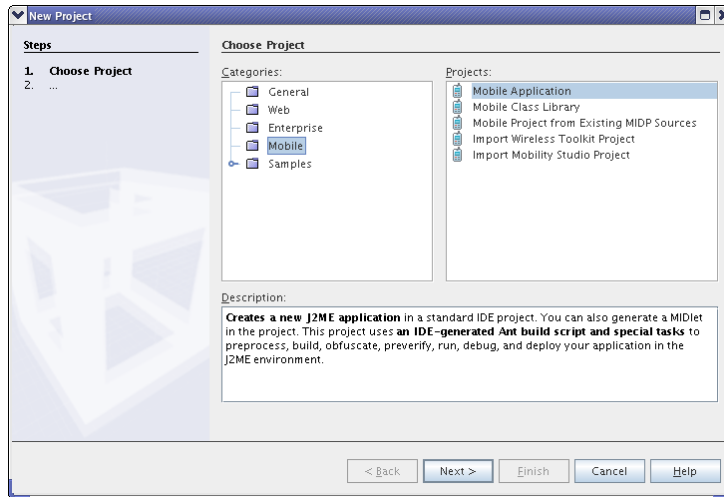 New Project
Steps
1. Choose Project
2. ...
Choose Project
Categories:
General
Web
Enterprise
Mobile
Samples
Projects:
Mobile Application
Mobile Class Library
Mobile Project from Existing MIDP Sources
Import Wireless Toolkit Project
Import Mobility Studio Project
Description:
Creates a new J2ME application in a standard IDE project. You can also generate a MIDlet
in the project. This project uses an IDE-generated Ant build script and special tasks to
preprocess, build, obfuscate, preverify, run, debug, and deploy your application in the
J2ME environment.
< Back
Next >
Finish
Cancel
Help